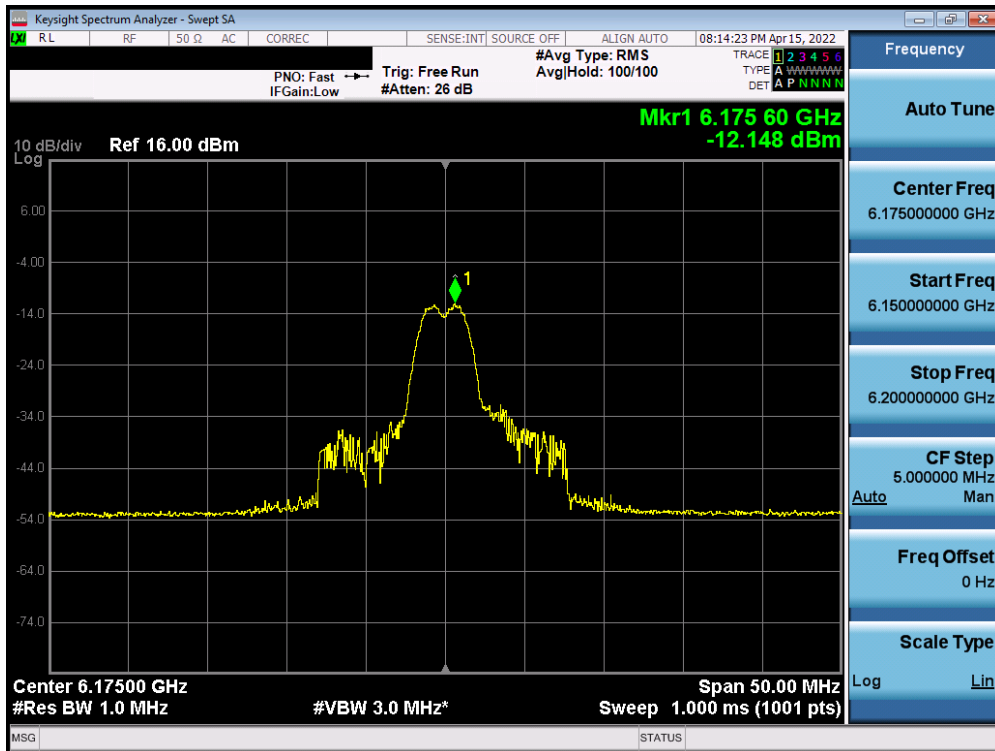 Keysight Spectrum Analyzer - Swept SA
LXI RL RF 50 Ω AC CORREC SENSE:INT SOURCE OFF ALIGN AUTO 08:14:23 PM Apr 15, 2022
PNO: Fast
IFGain:Low
Trig: Free Run
#Atten: 26 dB
#Avg Type: RMS
Avg|Hold: 100/100
TRACE 1 2 3 4 5 6
TYPE A WWWWW
DET A P N N N N
Mkr1 6.175 60 GHz
-12.148 dBm
10 dB/div Ref 16.00 dBm
Log
6.00
-4.00
-14.0
-24.0
-34.0
-44.0
-54.0
-64.0
-74.0
1
Center 6.17500 GHz Span 50.00 MHz
#Res BW 1.0 MHz #VBW 3.0 MHz* Sweep 1.000 ms (1001 pts)
MSG STATUS
Frequency
Auto Tune
Center Freq
6.175000000 GHz
Start Freq
6.150000000 GHz
Stop Freq
6.200000000 GHz
CF Step
5.000000 MHz
Auto Man
Freq Offset
0 Hz
Scale Type
Log Lin